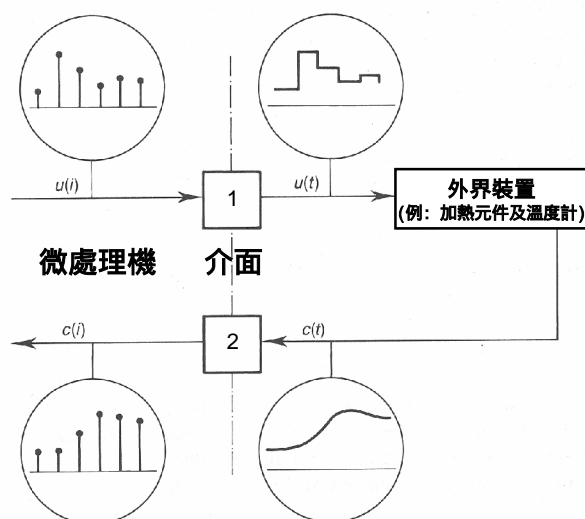 u(i)
1
u(t)
外界裝置
(例：加熱元件及溫度計)
微處理機 介面
c(i)
2
c(t)